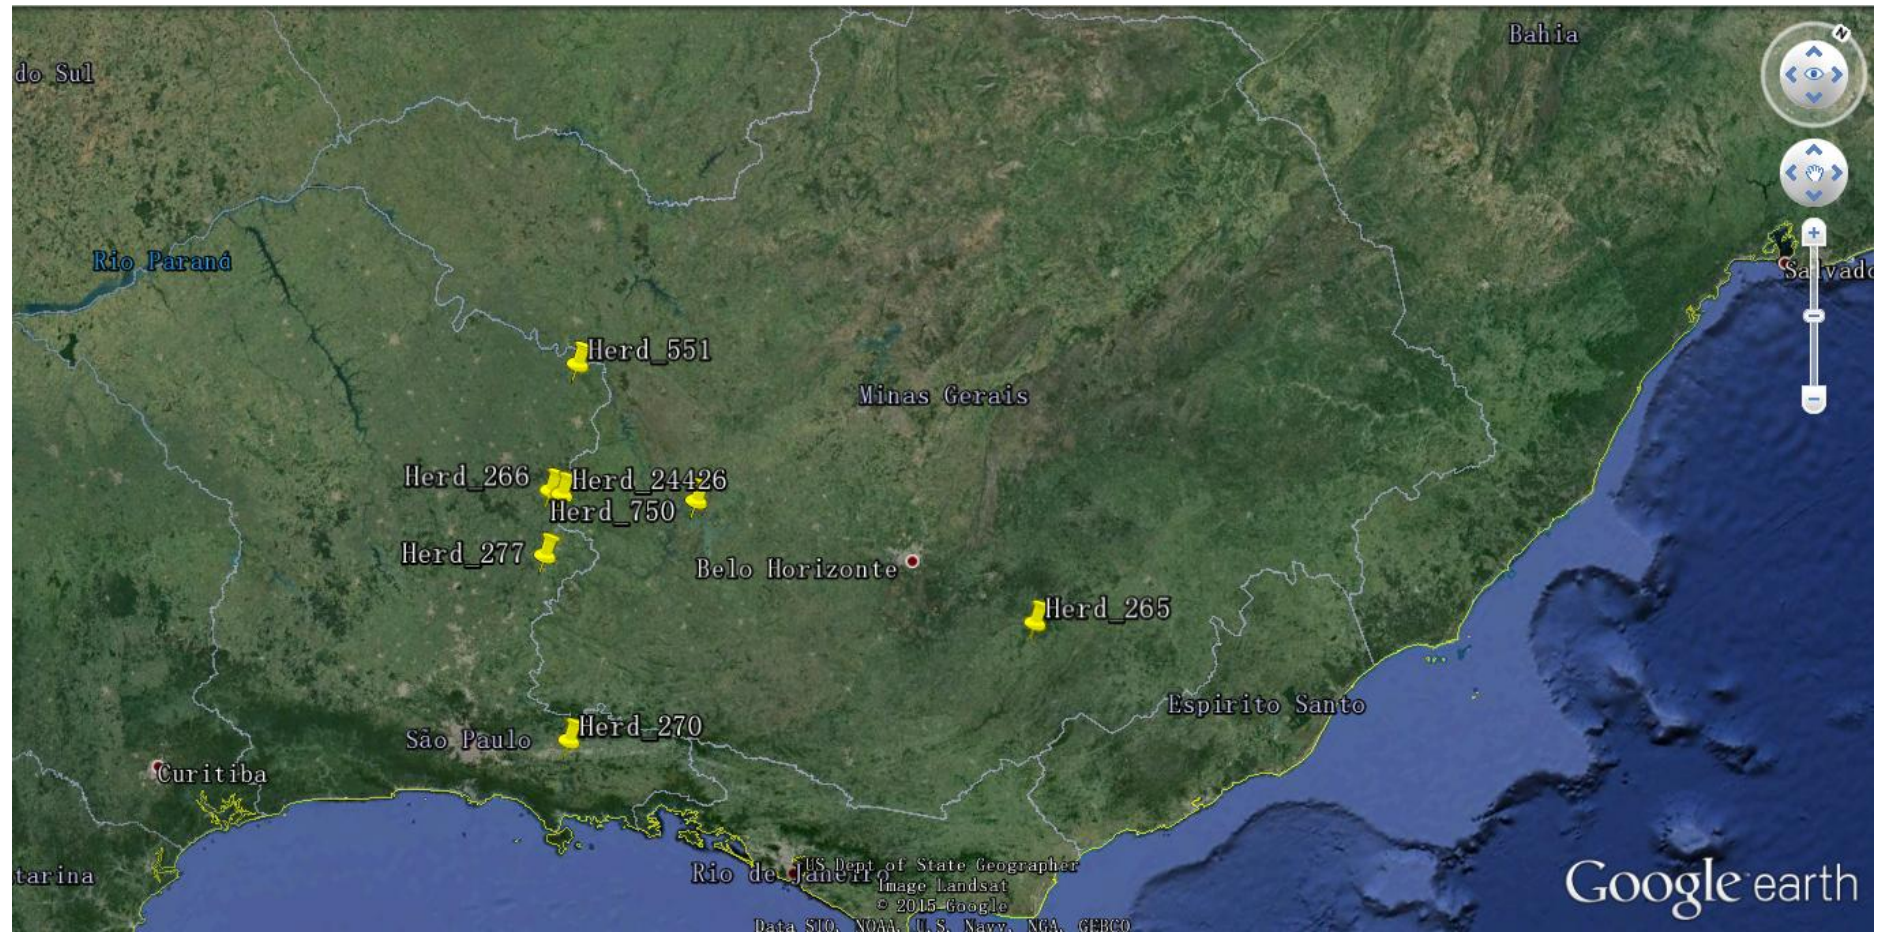 Bahia
N
do Sul
Rio Paraná
Salvado
Herd_551
Minas Gerais
Herd_266
Herd_24426
Herd_750
Herd_277
Belo Horizonte
Herd_265
Espirito Santo
Herd_270
São Paulo
Curitiba
Rio de Janeiro
US Dept of State Geographer
Image Landsat
© 2015 Google
Data SIO, NOAA, U.S. Navy, NGA, GEBCO
tarina
Google earth